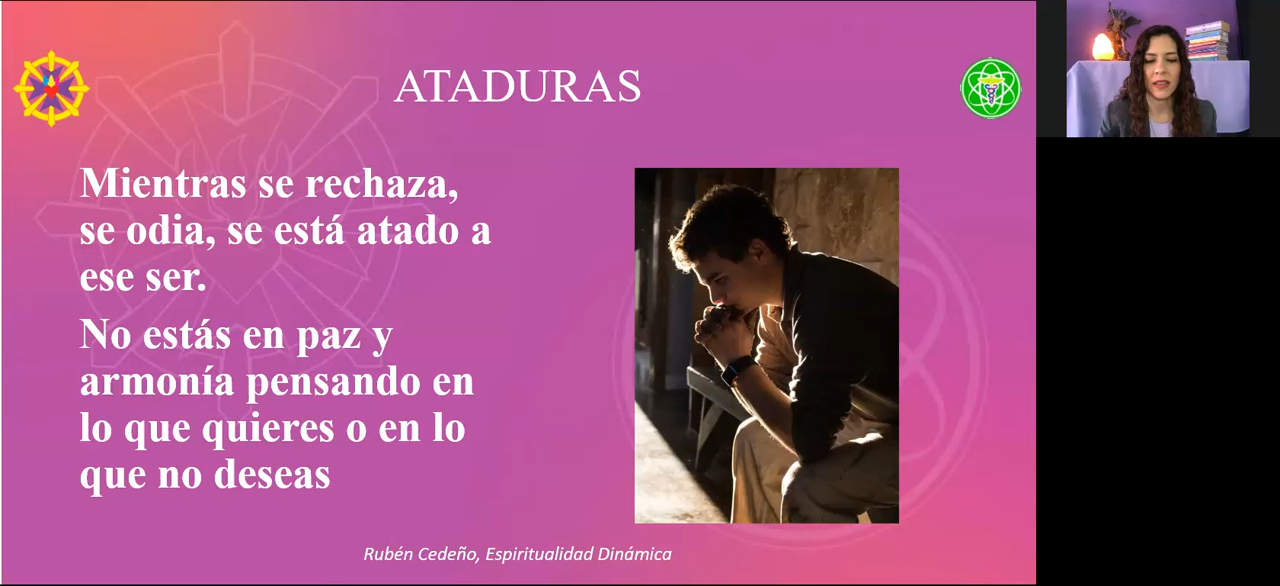 ATADURAS
Mientras se rechaza,
se odia, se está atado a
ese ser.
No estás en paz y
armonía pensando en
lo que quieres o en lo
que no deseas
Rubén Cedeño, Espiritualidad Dinámica